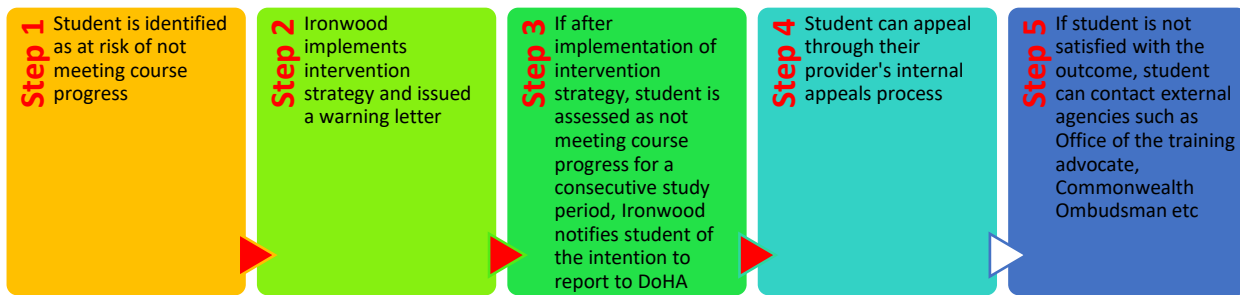 Step 1
Student is identified
as at risk of not
meeting course
progress
Step 2
Ironwood
implements
intervention
strategy and issued
a warning letter
Step 3
If after
implementation of
intervention
strategy, student is
assessed as not
meeting course
progress for a
consecutive study
period, Ironwood
notifies student of
the intention to
report to DoHA
Step 4
Student can appeal
through their
provider's internal
appeals process
Step 5
If student is not
satisfied with the
outcome, student
can contact external
agencies such as
Office of the training
advocate,
Commonwealth
Ombudsman etc